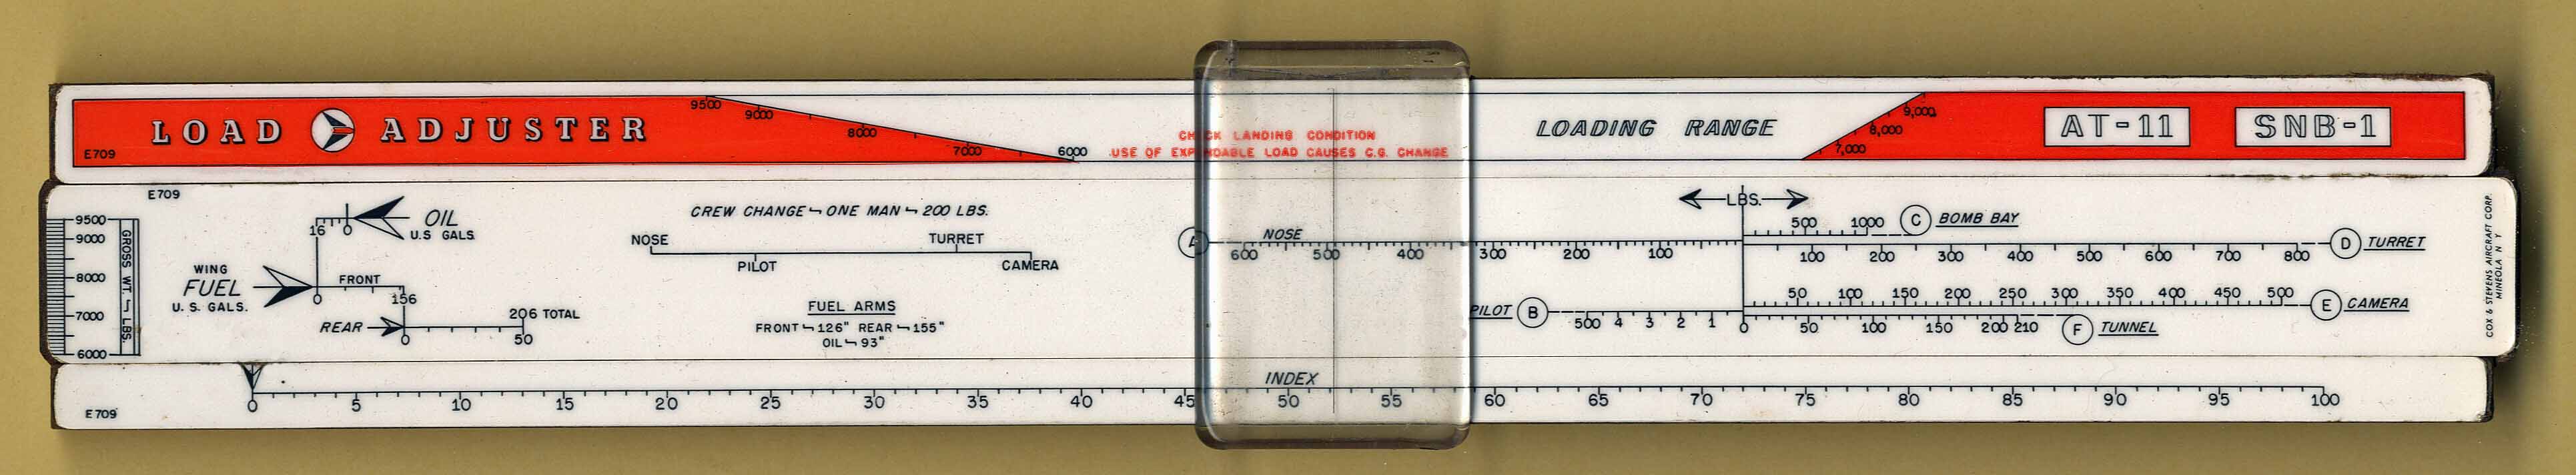 LOAD ADJUSTER
E709
9500 9000 8000 7000 6000
CHECK LANDING CONDITION
USE OF EXPENDABLE LOAD CAUSES C.G. CHANGE
LOADING RANGE
9,000
8,000
7,000
AT-11 SNB-1
E709
9500
9000
8000
7000
6000
GROSS WT. LBS.
16 0 OIL
U.S GALS.
WING
FUEL
U.S. GALS.
FRONT
0 156
REAR
206 TOTAL
0 50
CREW CHANGE ONE MAN 200 LBS.
NOSE TURRET
PILOT CAMERA
FUEL ARMS
FRONT 126" REAR 155"
OIL 93"
LBS.
500 1000 C BOMB BAY
A NOSE
600 500 400 300 200 100
100 200 300 400 500 600 700 800 D TURRET
50 100 150 200 250 300 350 400 450 500 E CAMERA
PILOT B 500 4 3 2 1 0
50 100 150 200 210 F TUNNEL
COX & STEVENS AIRCRAFT CORP.
MINEOLA N Y
INDEX
0 5 10 15 20 25 30 35 40 45 50 55 60 65 70 75 80 85 90 95 100
E709